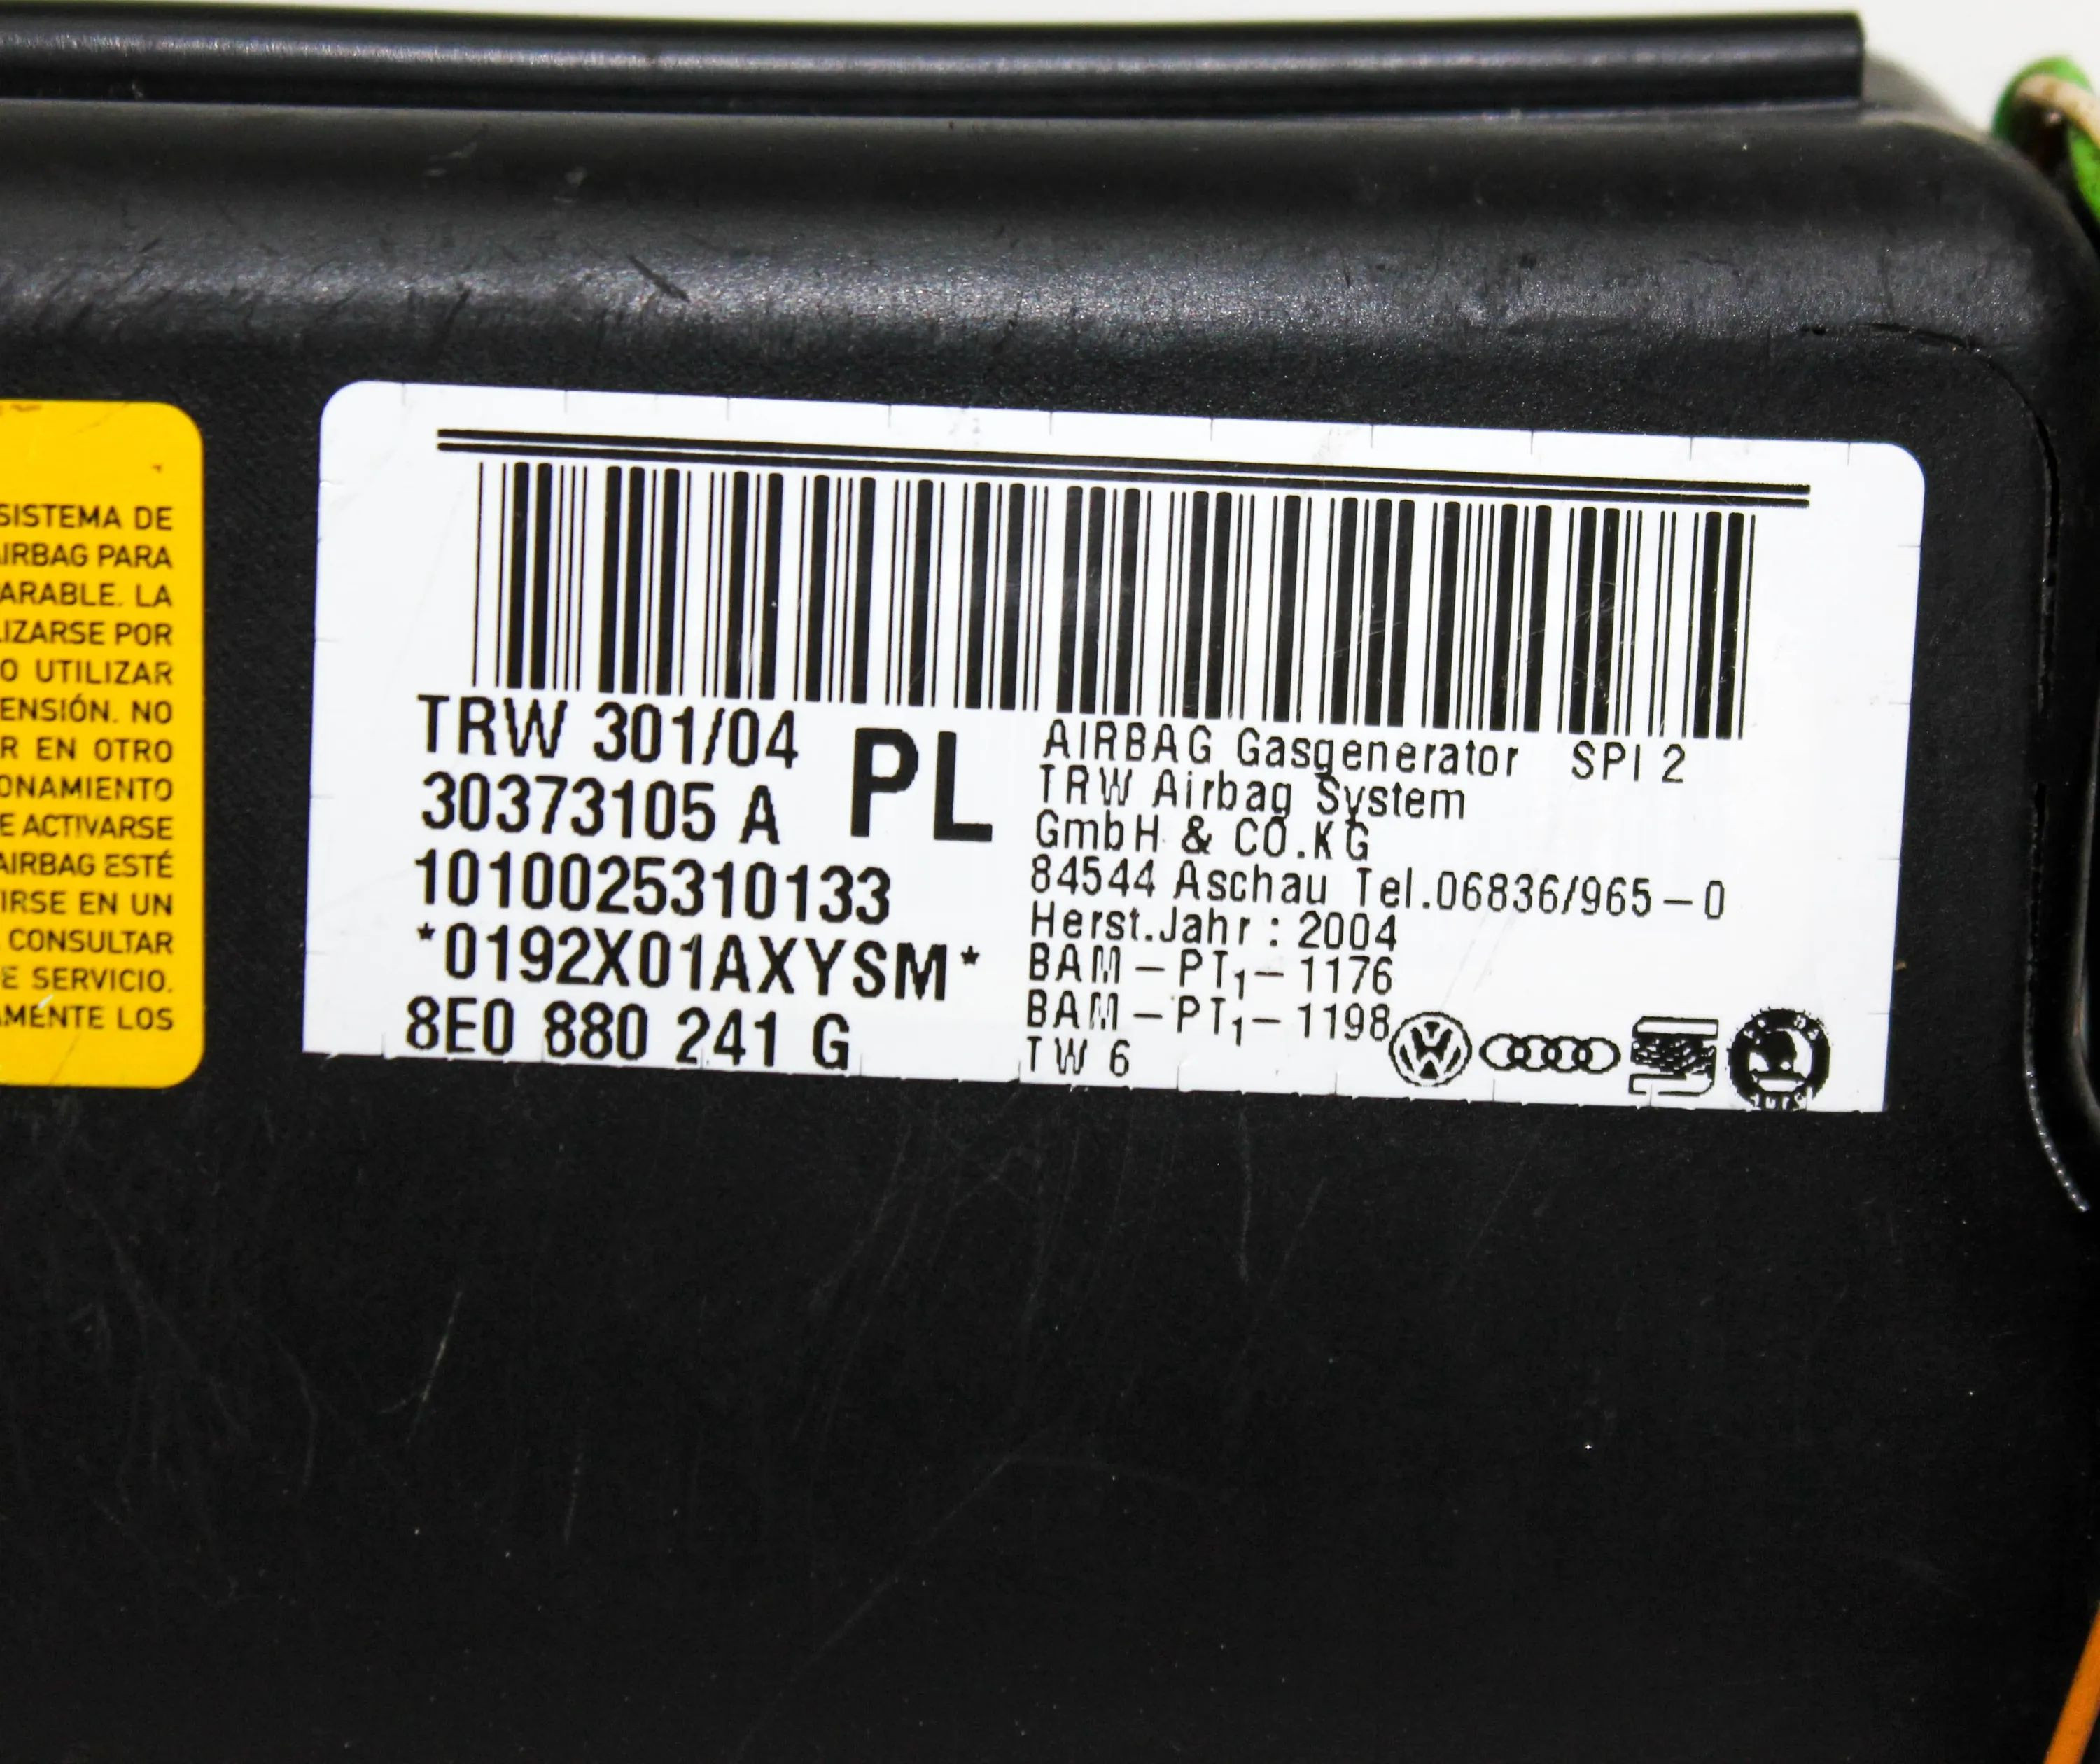 SISTEMA DE
AIRBAG PARA
ARABLE. LA
LIZARSE POR
O UTILIZAR
ENSIÓN. NO
R EN OTRO
ONAMIENTO
E ACTIVARSE
AIRBAG ESTÉ
IRSE EN UN
. CONSULTAR
E SERVICIO.
AMENTE LOS
TRW 301/04
30373105 A
PL
1010025310133
*0192X01AXYSM*
8E0 880 241 G
AIRBAG Gasgenerator SPI 2
TRW Airbag System
GmbH & CO.KG
84544 Aschau Tel.06836/965-0
Herst.Jahr: 2004
BAM-PT1-1176
BAM-PT1-1198
TW 6